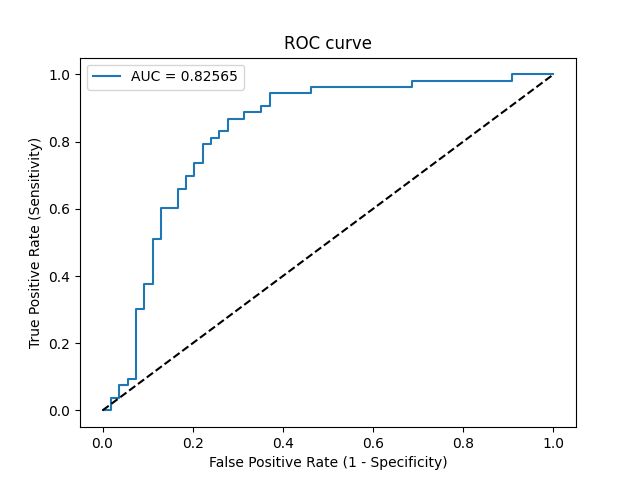 ROC curve
AUC = 0.82565
True Positive Rate (Sensitivity)
1.0
0.8
0.6
0.4
0.2
0.0
0.0 0.2 0.4 0.6 0.8 1.0
False Positive Rate (1 - Specificity)